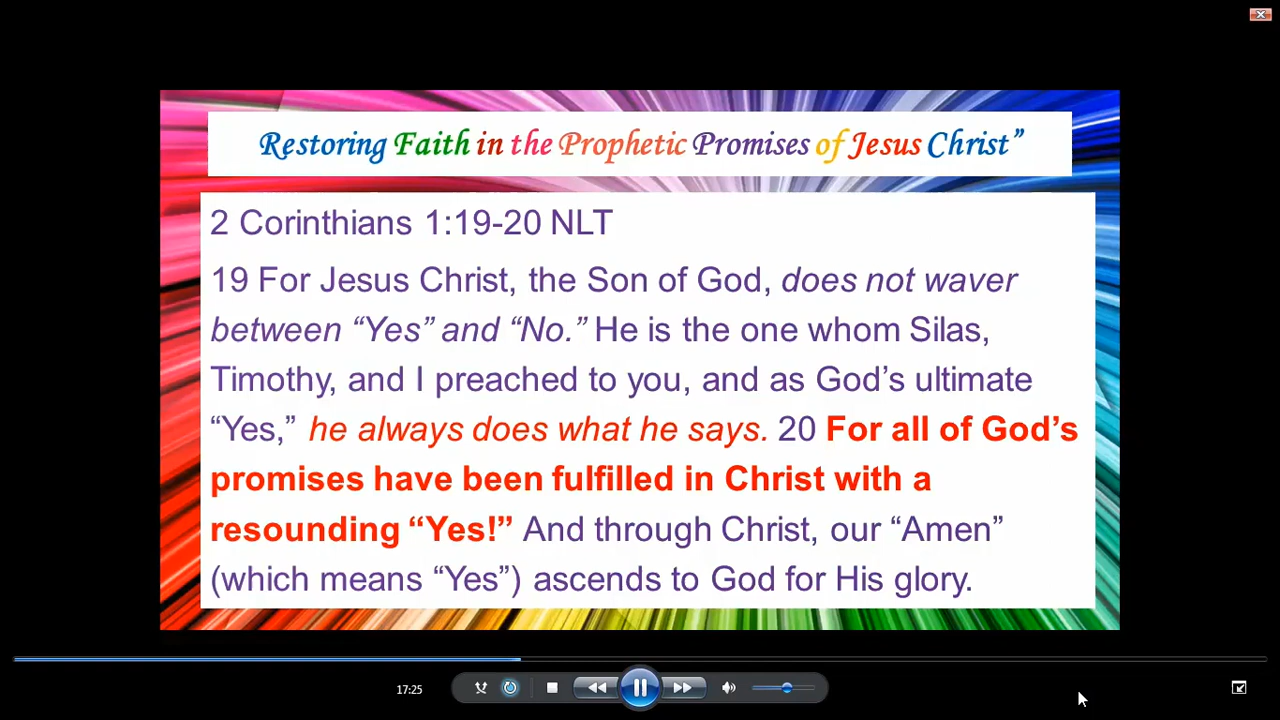 Restoring Faith in the Prophetic Promises of Jesus Christ”
2 Corinthians 1:19-20 NLT
19 For Jesus Christ, the Son of God, does not waver
between “Yes” and “No.” He is the one whom Silas,
Timothy, and I preached to you, and as God’s ultimate
“Yes,” he always does what he says. 20 For all of God’s
promises have been fulfilled in Christ with a
resounding “Yes!” And through Christ, our “Amen”
(which means “Yes”) ascends to God for His glory.
17:25